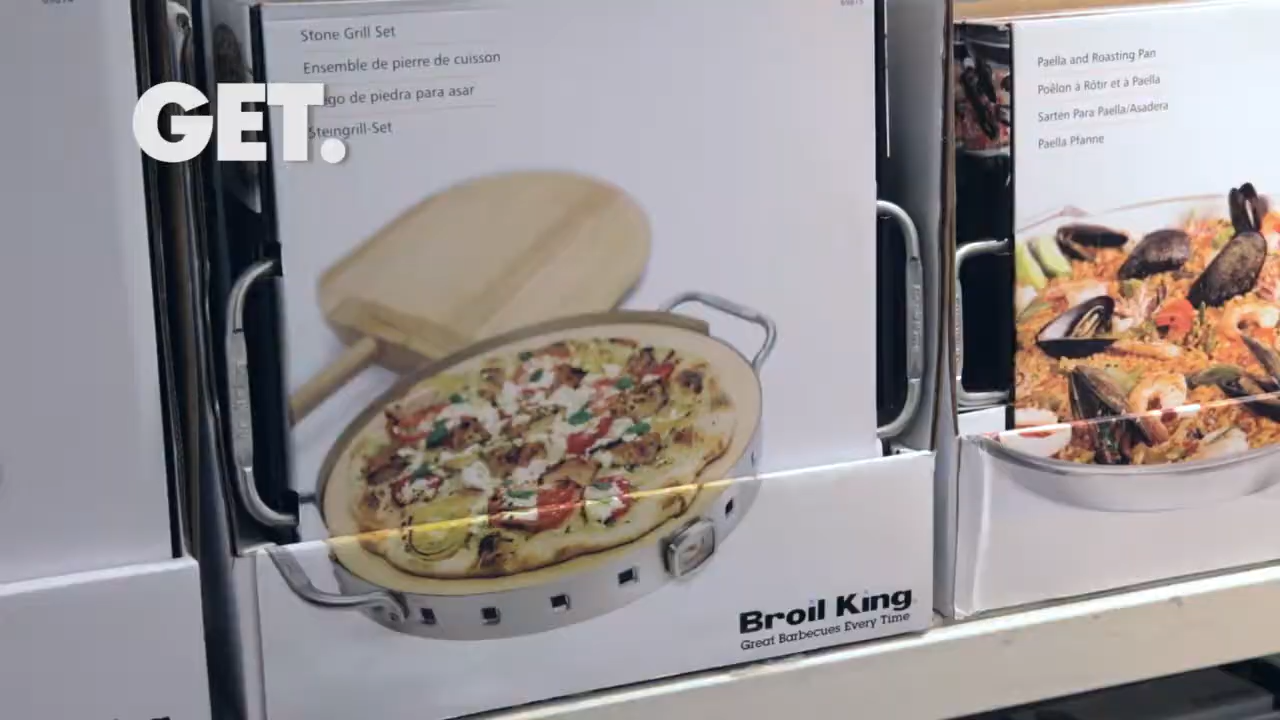 Stone Grill Set
Ensemble de pierre de cuisson
go de piedra para asar
Steingrill-Set
GET.
Broil King
Great Barbecues Every Time
Paella and Roasting Pan
Poêlon à Rôtir et à Paella
Sartén Para Paella/Asadera
Paella Pfanne